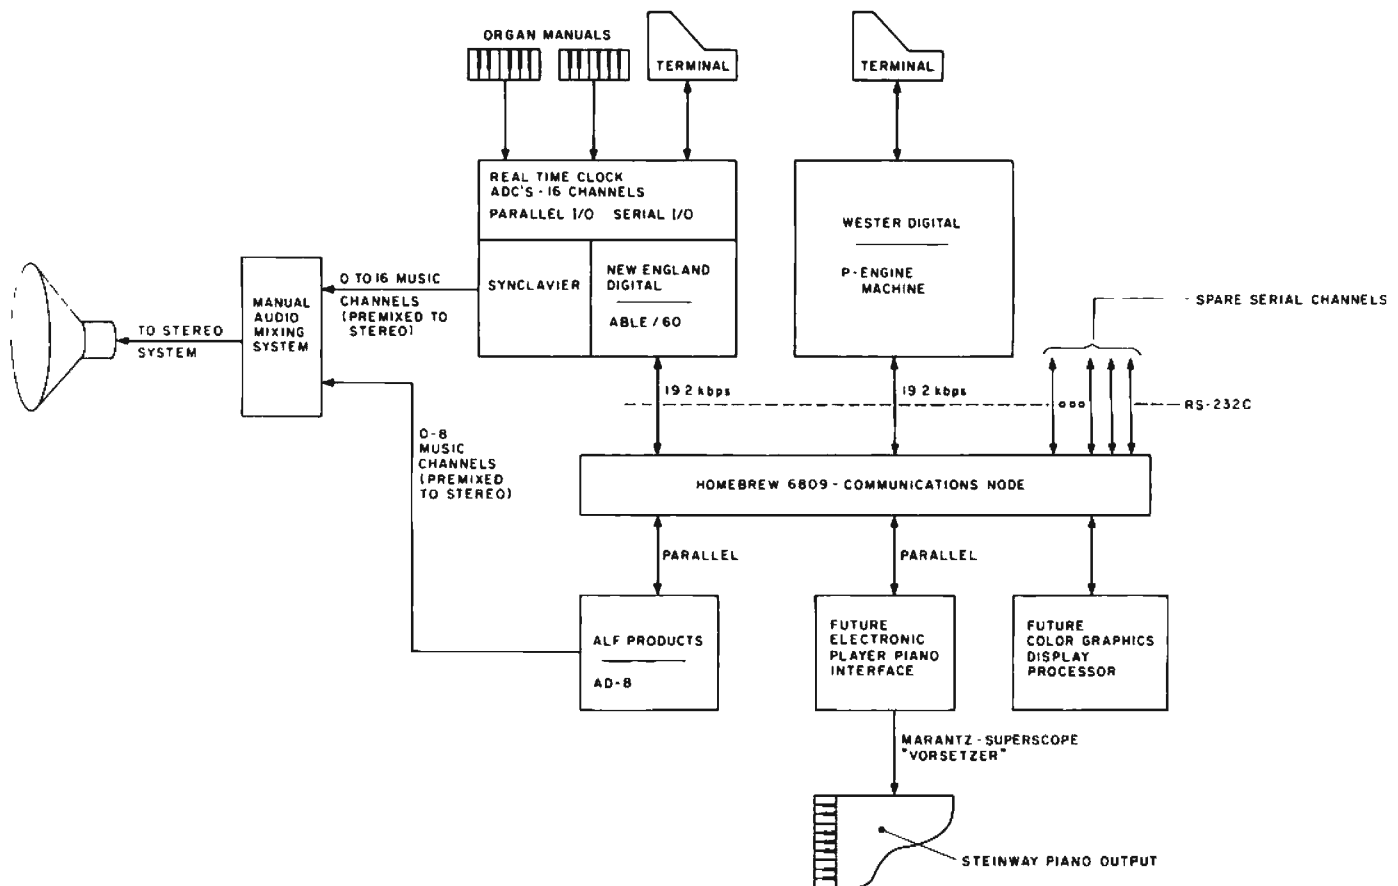 ORGAN MANUALS
TERMINAL
TERMINAL
REAL TIME CLOCK
ADC'S - 16 CHANNELS
PARALLEL I/O SERIAL I/O
SYNCLAVIER
NEW ENGLAND
DIGITAL
ABLE / 60
WESTER DIGITAL
P-ENGINE
MACHINE
0 TO 16 MUSIC
CHANNELS
(PREMIXED TO
STEREO)
MANUAL
AUDIO
MIXING
SYSTEM
TO STEREO
SYSTEM
SPARE SERIAL CHANNELS
19.2 kbps
19.2 kbps
RS-232C
0-8
MUSIC
CHANNELS
(PREMIXED
TO STEREO)
HOMEBREW 6809 - COMMUNICATIONS NODE
PARALLEL
PARALLEL
ALF PRODUCTS
AD-8
FUTURE
ELECTRONIC
PLAYER PIANO
INTERFACE
FUTURE
COLOR GRAPHICS
DISPLAY
PROCESSOR
MARANTZ-SUPERSCOPE
"VORSETZER"
STEINWAY PIANO OUTPUT